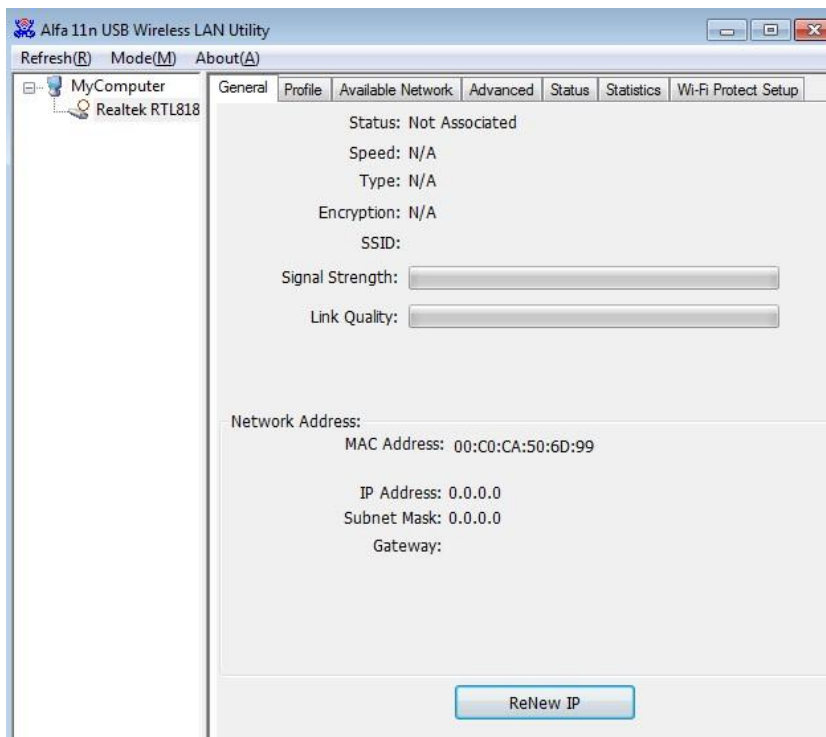 Alfa 11n USB Wireless LAN Utility
Refresh(R) Mode(M) About(A)
MyComputer
Realtek RTL818
General Profile Available Network Advanced Status Statistics Wi-Fi Protect Setup
Status: Not Associated
Speed: N/A
Type: N/A
Encryption: N/A
SSID:
Signal Strength:
Link Quality:
Network Address:
MAC Address: 00:C0:CA:50:6D:99
IP Address: 0.0.0.0
Subnet Mask: 0.0.0.0
Gateway:
ReNew IP